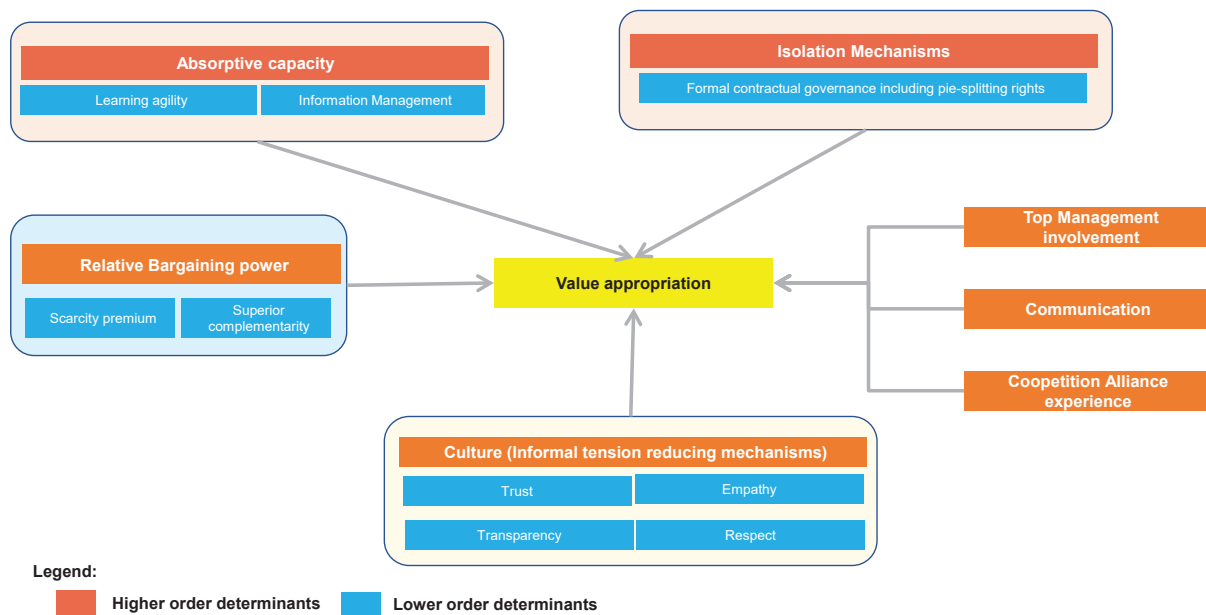 Absorptive capacity
Learning agility
Information Management
Isolation Mechanisms
Formal contractual governance including pie-splitting rights
Relative Bargaining power
Scarcity premium
Superior
complementarity
Value appropriation
Top Management
involvement
Communication
Coopetition Alliance
experience
Culture (Informal tension reducing mechanisms)
Trust
Empathy
Transparency
Respect
Legend:
Higher order determinants
Lower order determinants